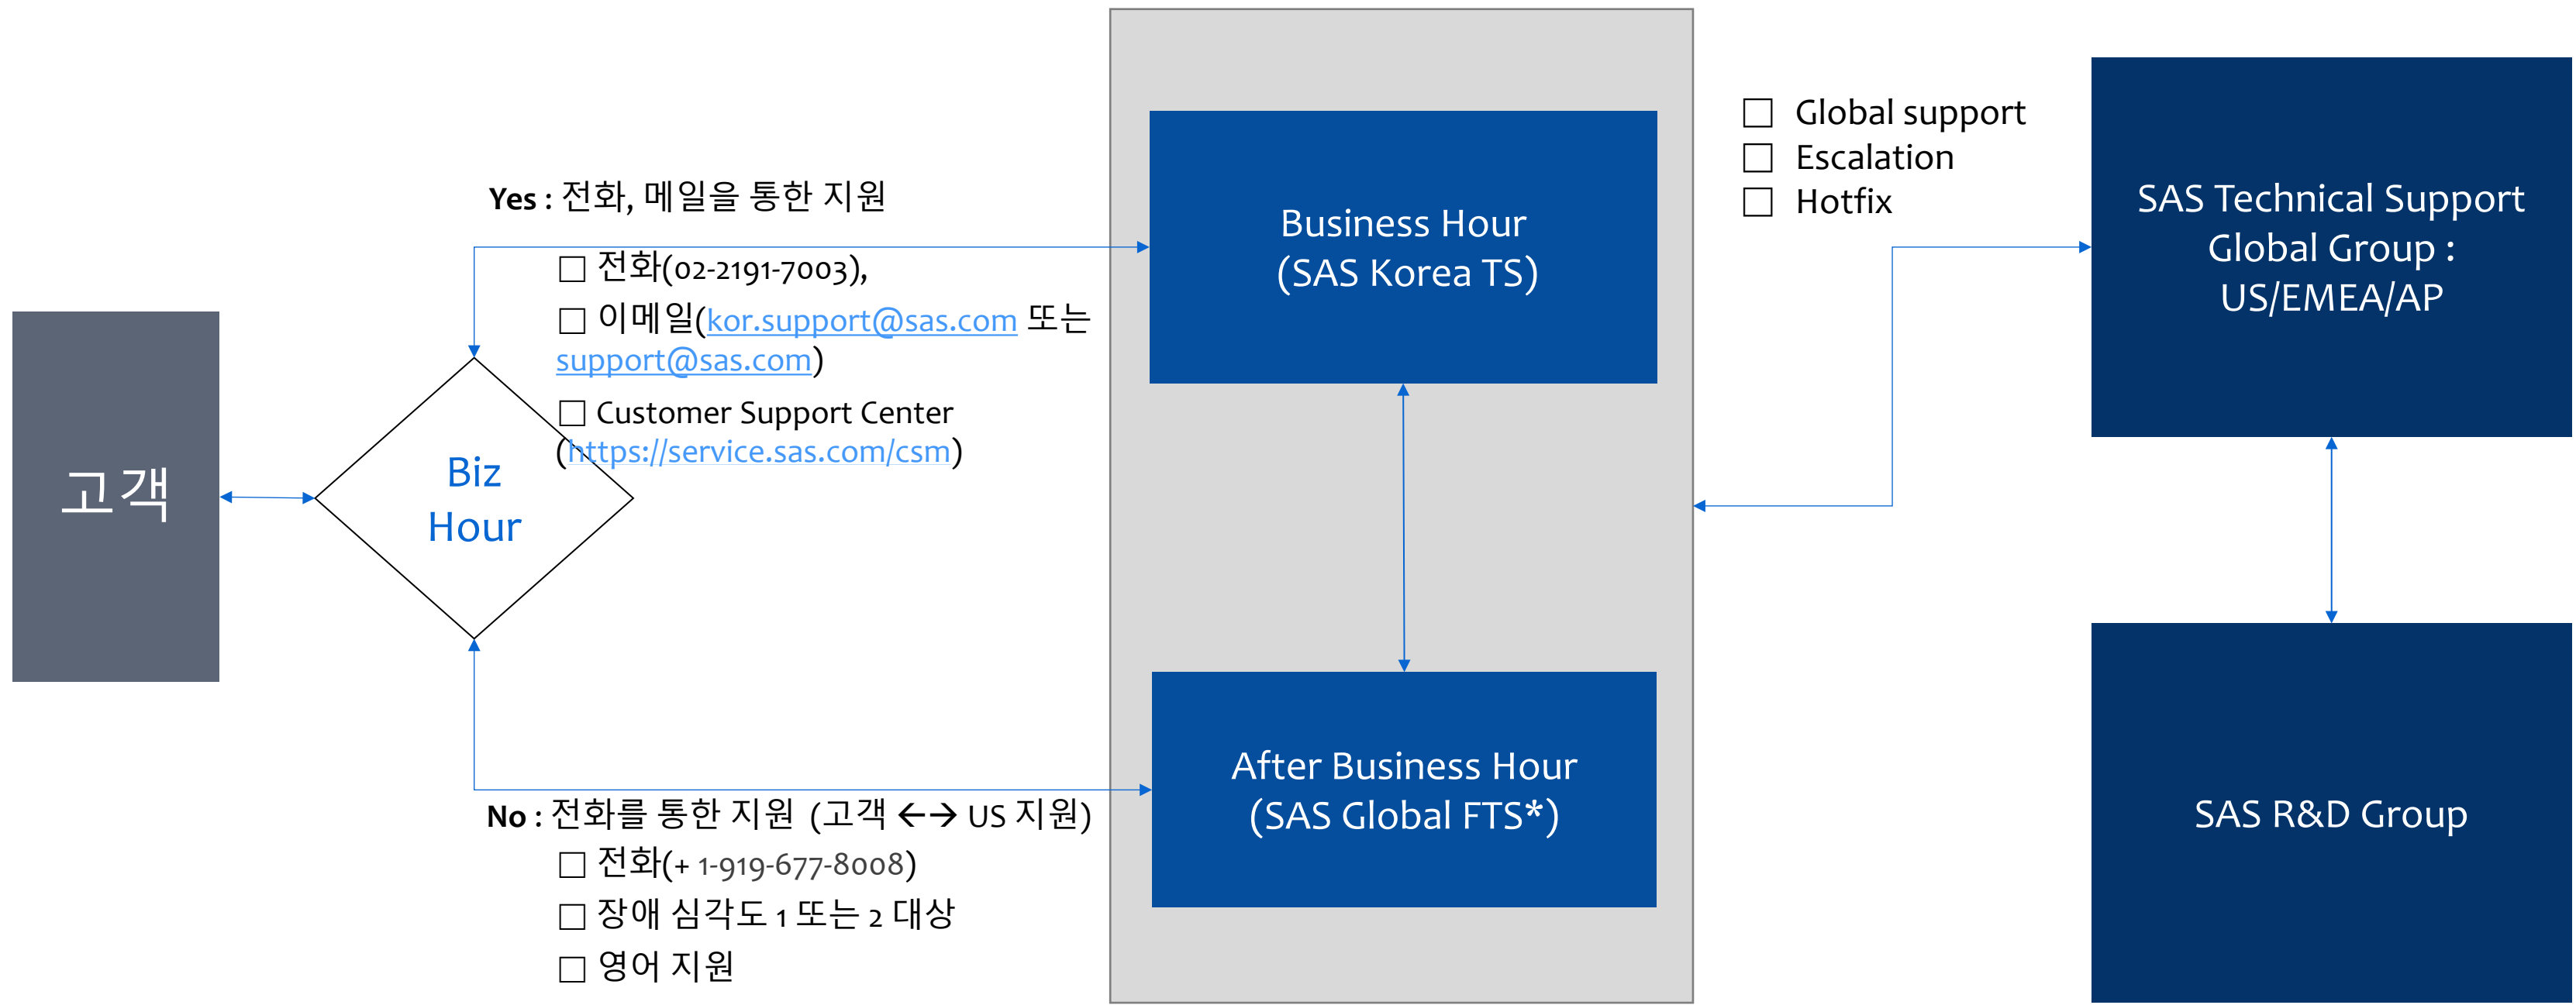 고객
Biz
Hour
Yes : 전화, 메일을 통한 지원
□ 전화(02-2191-7003),
□ 이메일(kor.support@sas.com 또는
support@sas.com)
□ Customer Support Center
(https://service.sas.com/csm)
No : 전화를 통한 지원 (고객 ←→ US 지원)
□ 전화(+ 1-919-677-8008)
□ 장애 심각도 1 또는 2 대상
□ 영어 지원
Business Hour
(SAS Korea TS)
After Business Hour
(SAS Global FTS*)
□ Global support
□ Escalation
□ Hotfix
SAS Technical Support
Global Group :
US/EMEA/AP
SAS R&D Group